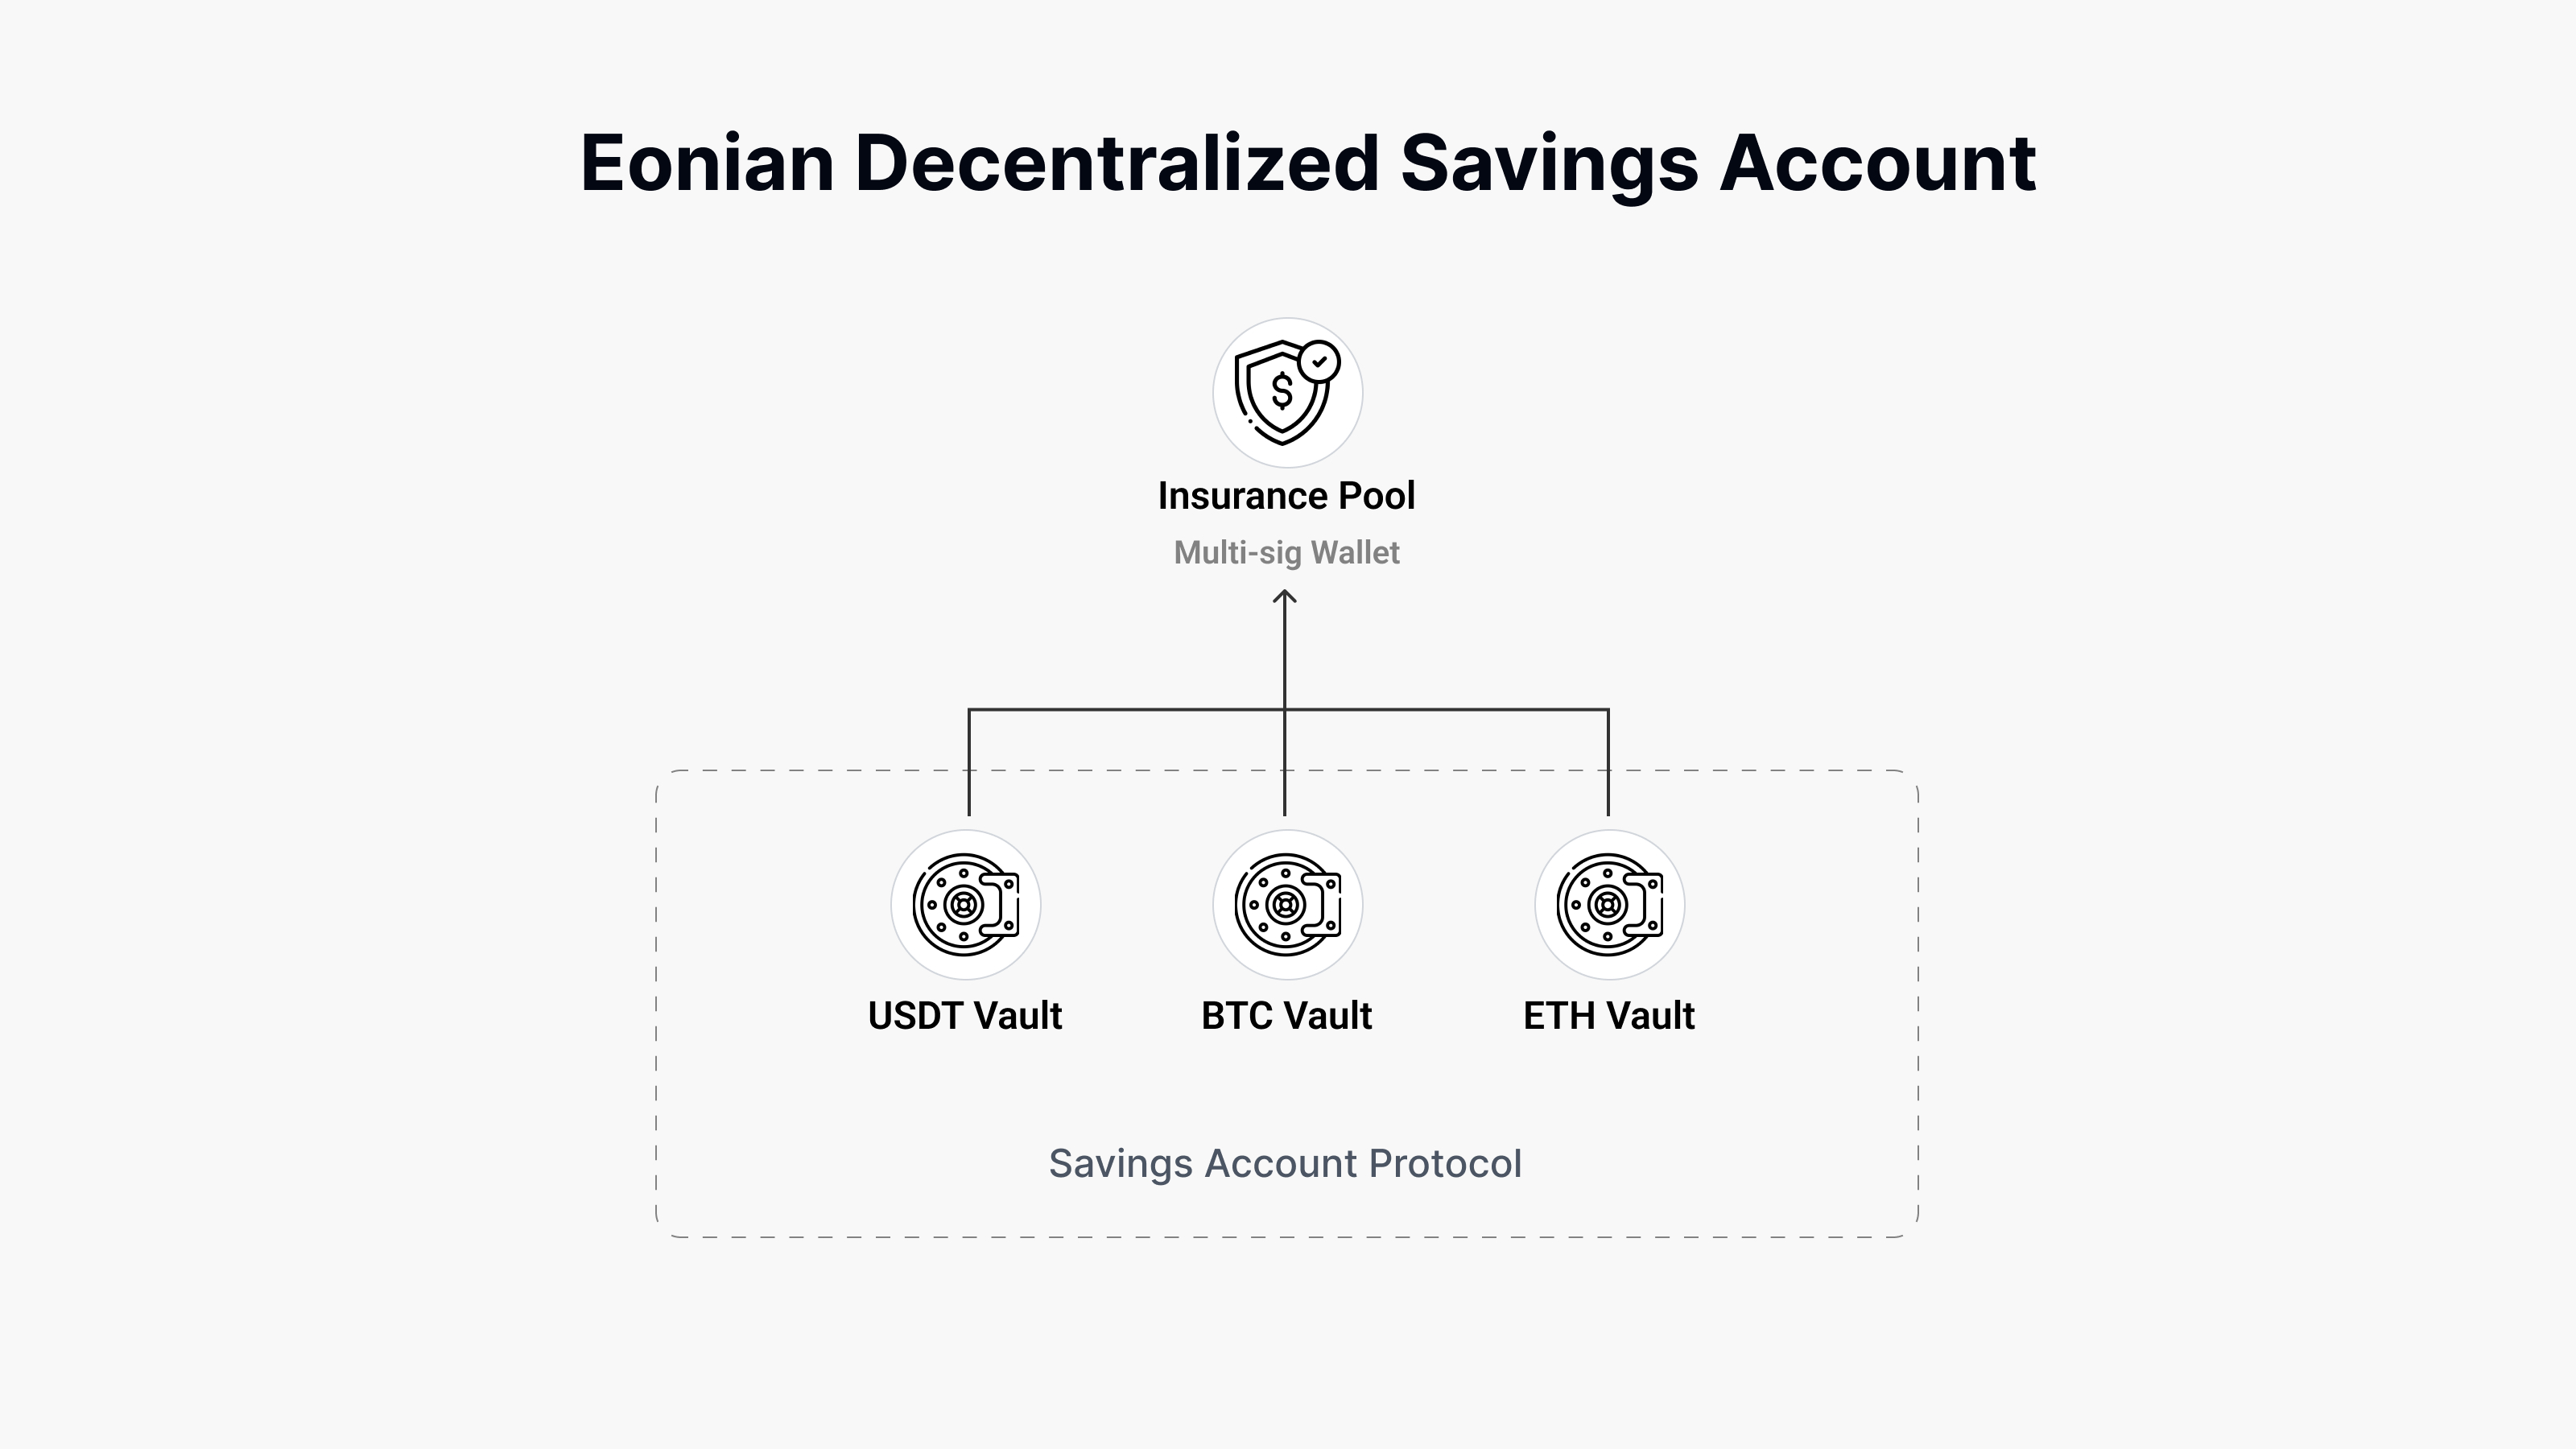 Eonian Decentralized Savings Account
$
Insurance Pool
Multi-sig Wallet
USDT Vault
BTC Vault
ETH Vault
Savings Account Protocol